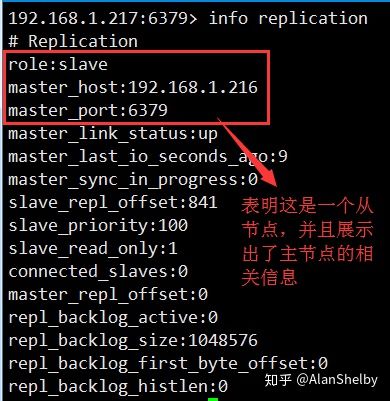 192.168.1.217:6379> info replication
# Replication
role:slave
master_host:192.168.1.216
master_port:6379
master_link_status:up
master_last_io_seconds_ago:9
master_sync_in_progress:0
slave_repl_offset:841
slave_priority:100
slave_read_only:1
connected_slaves:0
master_repl_offset:0
repl_backlog_active:0
repl_backlog_size:1048576
repl_backlog_first_byte_offset:0
repl_backlog_histlen:0
表明这是一个从
节点，并且展示
出了主节点的相
关信息
知乎 @AlanShelby